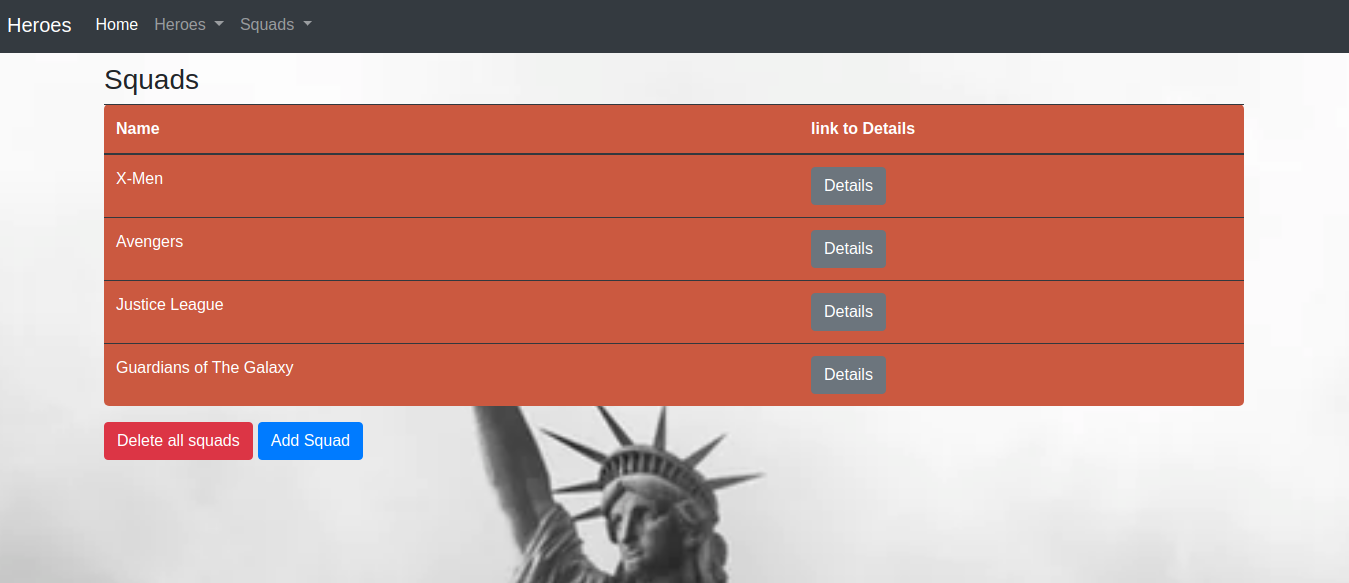 Heroes Home Heroes Squads
Squads
Name link to Details
X-Men Details
Avengers Details
Justice League Details
Guardians of The Galaxy Details
Delete all squads Add Squad